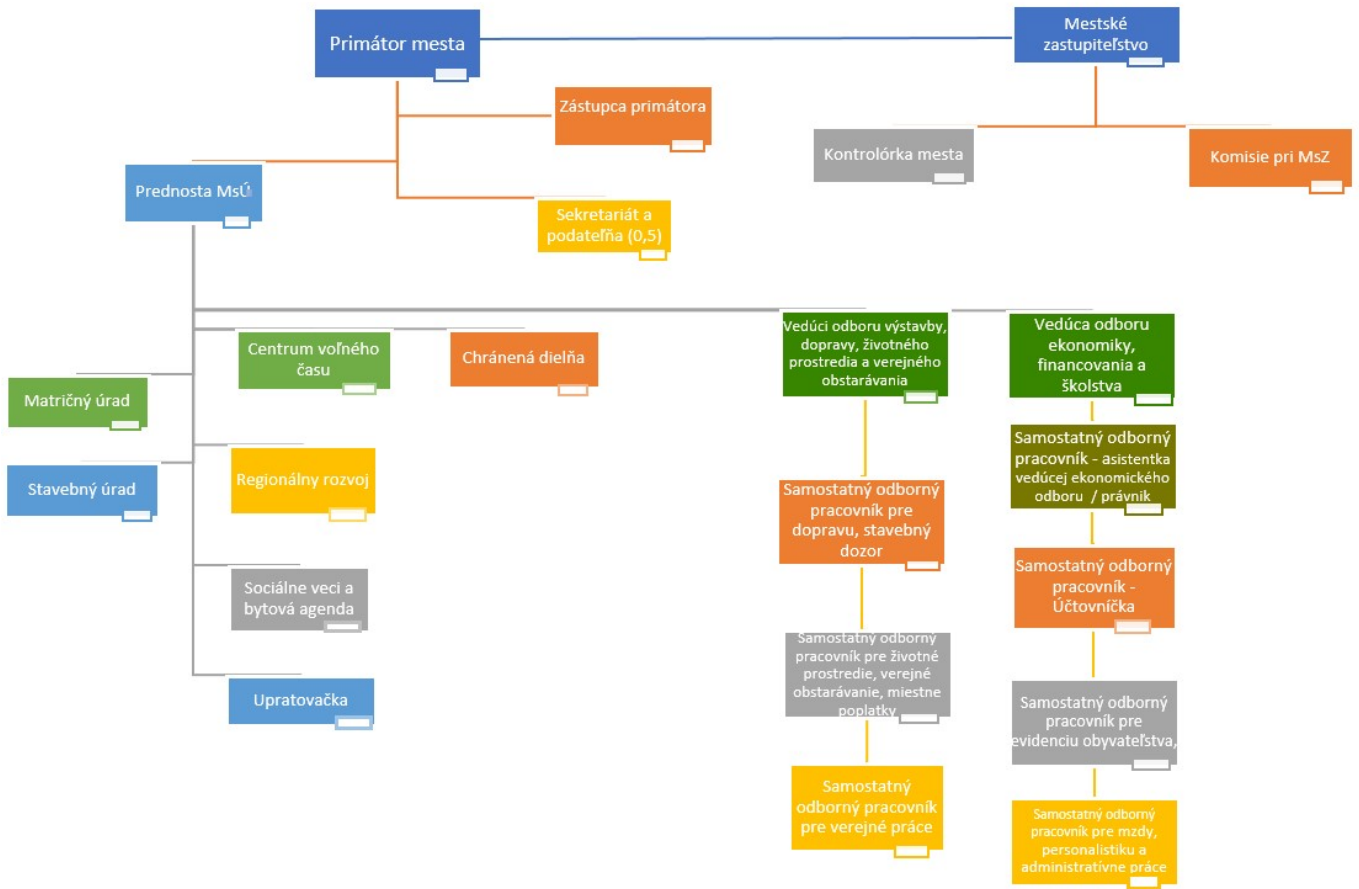 Primátor mesta
Mestské
zastupiteľstvo
Zástupca primátora
Kontrolórka mesta
Komisie pri MsZ
Prednosta MsÚ
Sekretariát a
podateľňa (0,5)
Centrum voľného
času
Chránená dielňa
Vedúci odboru výstavby,
dopravy, životného
prostredia a verejného
obstarávania
Vedúca odboru
ekonomiky,
financovania a
školstva
Matričný úrad
Stavebný úrad
Regionálny rozvoj
Samostatný odborný
pracovník - asistentka
vedúcej ekonomického
odboru / právnik
Samostatný odborný
pracovník pre
dopravu, stavebný
dozor
Sociálne veci a
bytová agenda
Samostatný odborný
pracovník -
Účtovníčka
Samostatný odborný
pracovník pre životné
prostredie, verejné
obstarávanie, miestne
poplatky
Upratovačka
Samostatný odborný
pracovník pre
evidenciu obyvateľstva,
Samostatný
odborný pracovník
pre verejné práce
Samostatný odborný
pracovník pre mzdy,
personalistiku a
administratívne práce